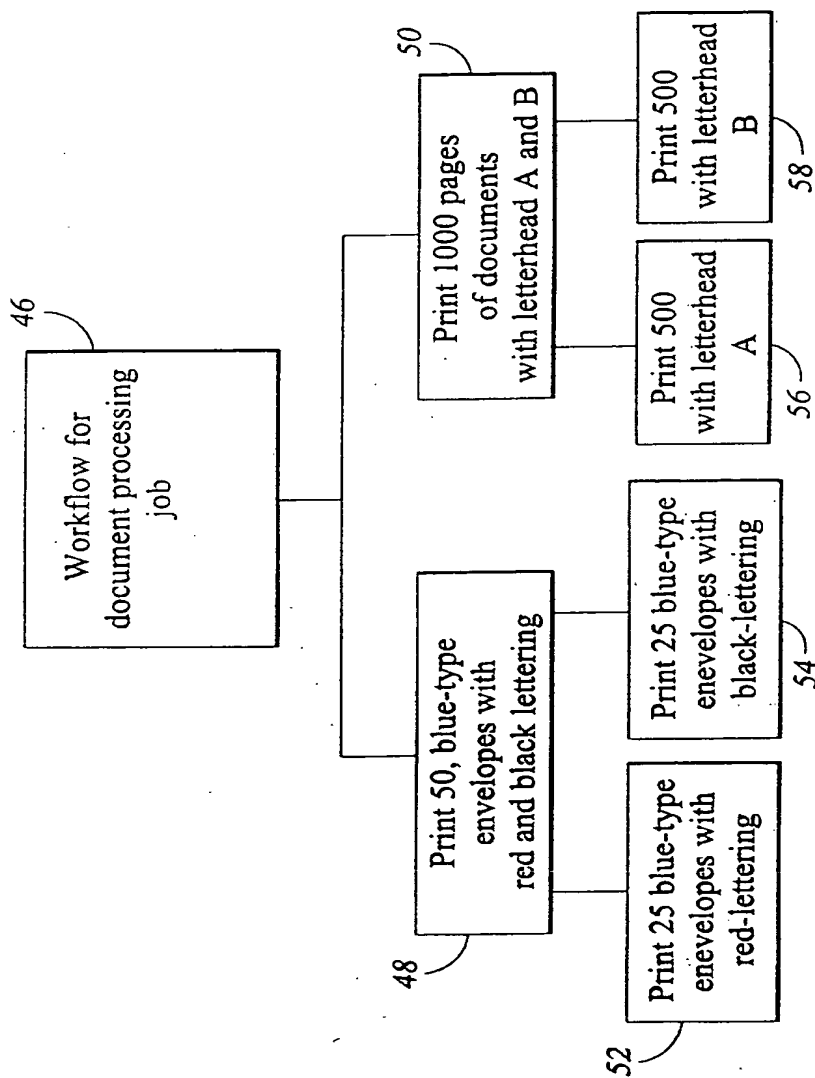 46
Workflow for
document processing
job
48
Print 50, blue-type
envelopes with
red and black lettering
50
Print 1000 pages
of documents
with letterhead A and B
52
Print 25 blue-type
enevelopes with
red-lettering
54
Print 25 blue-type
enevelopes with
black-lettering
56
Print 500
with letterhead
A
58
Print 500
with letterhead
B